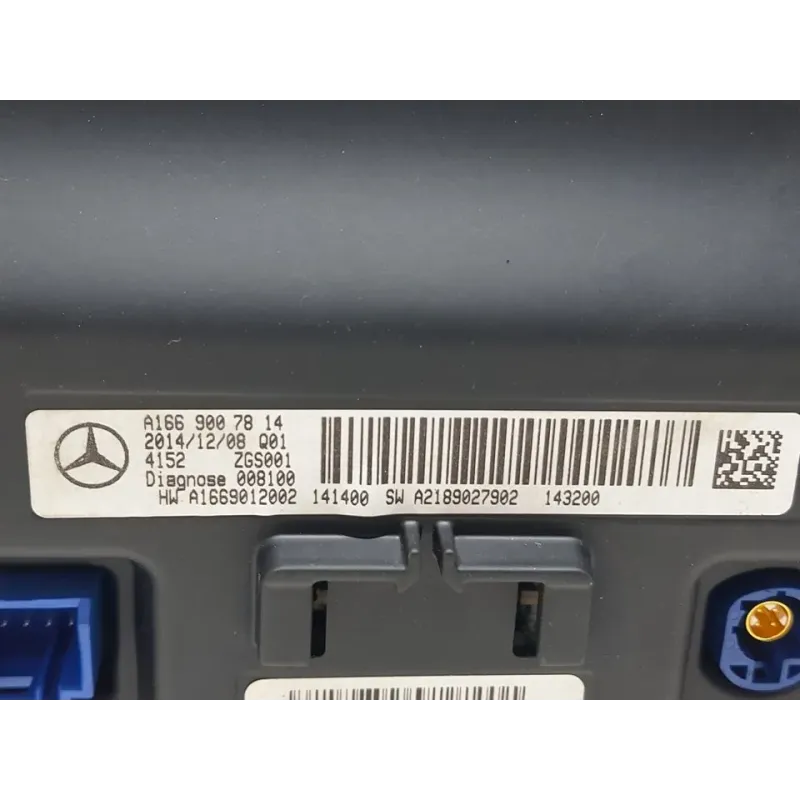 A166 900 78 14
2014/12/08 Q01
4152 ZGS001
Diagnose 008100
HW A1669012002 141400 SW A2189027902 143200